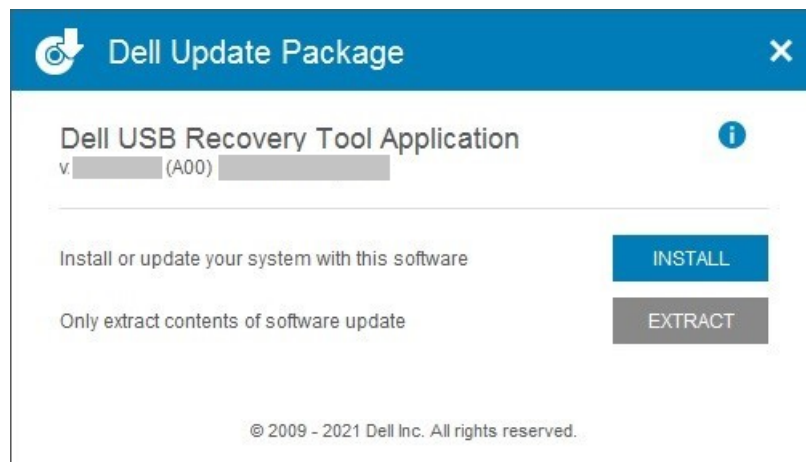 Dell Update Package
Dell USB Recovery Tool Application
v. (A00)
Install or update your system with this software
INSTALL
Only extract contents of software update
EXTRACT
© 2009 - 2021 Dell Inc. All rights reserved.